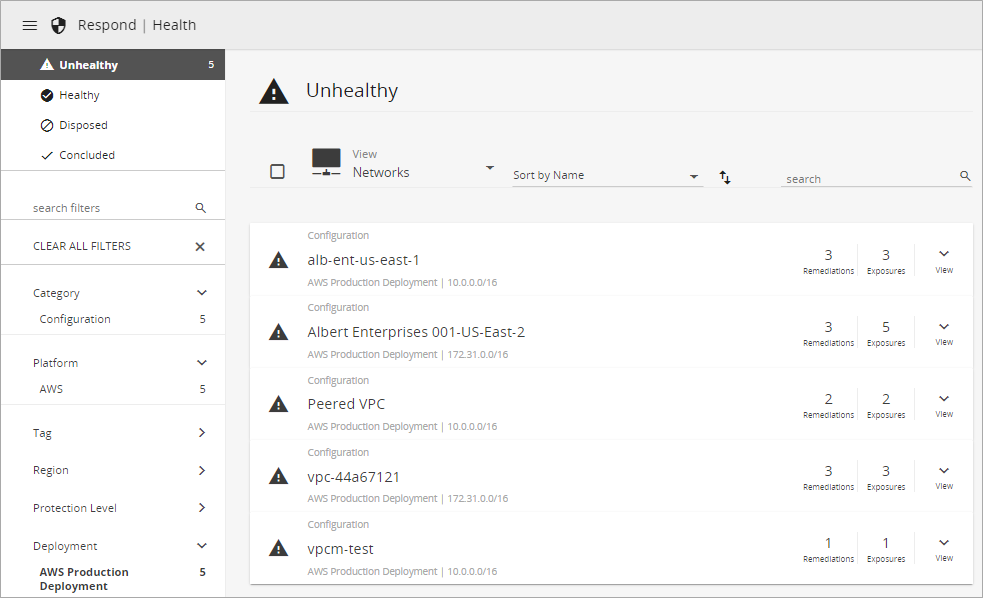 Respond | Health
Unhealthy 5
Healthy
Disposed
Concluded
search filters
CLEAR ALL FILTERS
Category
Configuration 5
Platform
AWS 5
Tag
Region
Protection Level
Deployment
AWS Production 5
Deployment
Unhealthy
View
Networks
Sort by Name
search
Configuration
alb-ent-us-east-1
AWS Production Deployment | 10.0.0.0/16
3 3
Remediations Exposures View
Configuration
Albert Enterprises 001-US-East-2
AWS Production Deployment | 172.31.0.0/16
3 5
Remediations Exposures View
Configuration
Peered VPC
AWS Production Deployment | 10.0.0.0/16
2 2
Remediations Exposures View
Configuration
vpc-44a67121
AWS Production Deployment | 172.31.0.0/16
3 3
Remediations Exposures View
Configuration
vpcm-test
AWS Production Deployment | 10.0.0.0/16
1 1
Remediations Exposures View